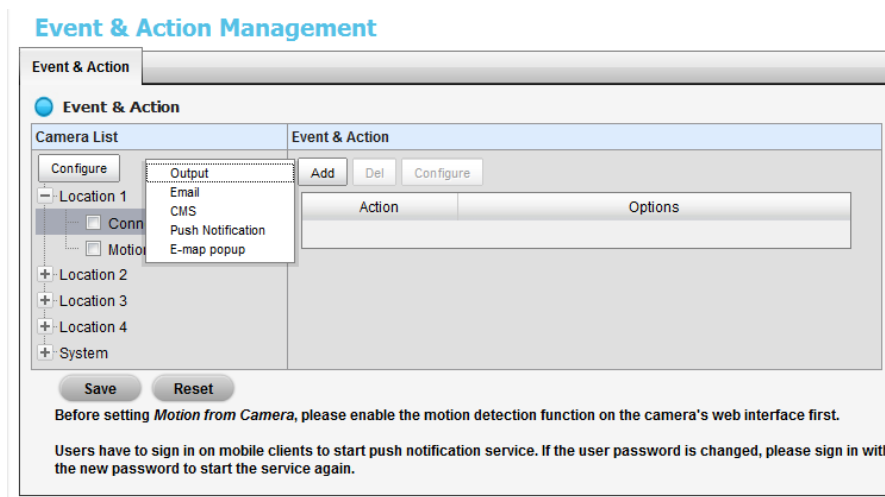 Event & Action Management
Event & Action
Event & Action
Camera List
Event & Action
Configure
Output
Email
CMS
Push Notification
E-map popup
Add
Del
Configure
Location 1
Conn
Motio
Location 2
Location 3
Location 4
System
Action
Options
Save
Reset
Before setting Motion from Camera, please enable the motion detection function on the camera's web interface first.
Users have to sign in on mobile clients to start push notification service. If the user password is changed, please sign in with
the new password to start the service again.